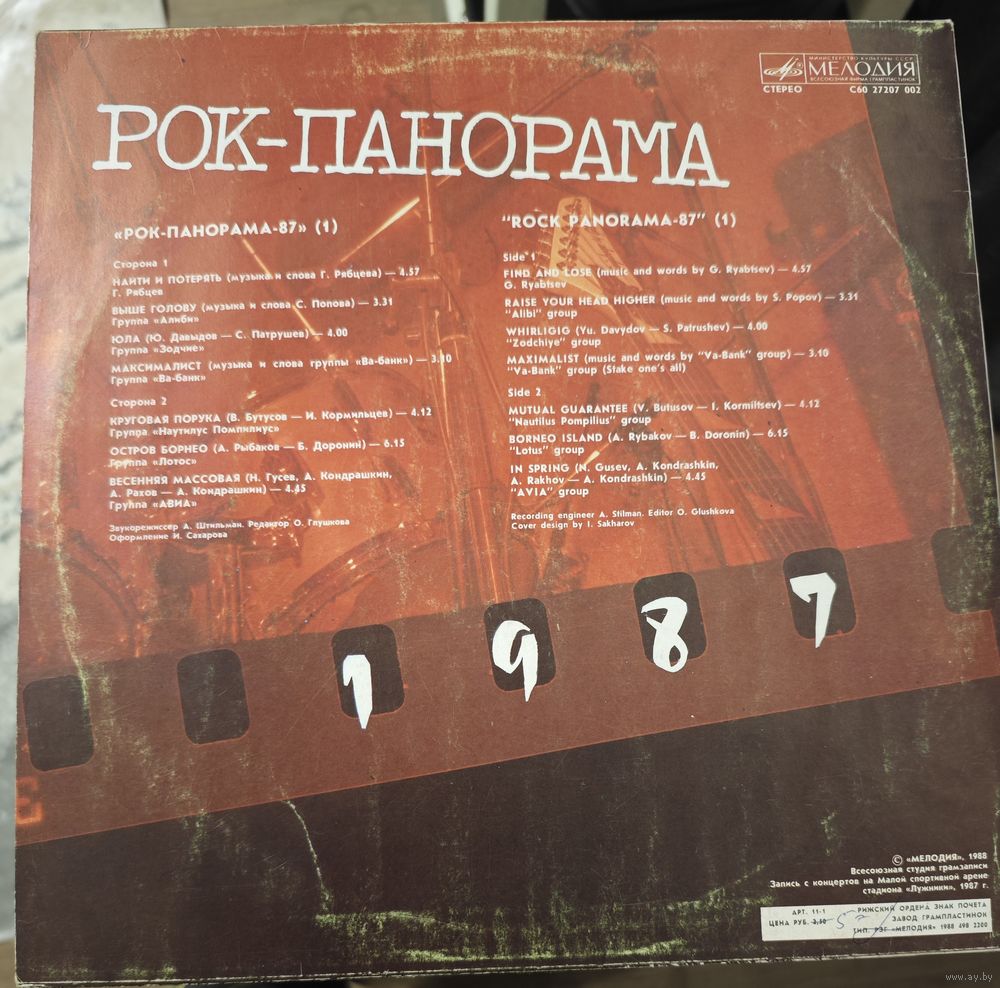 МИНИСТЕРСТВО КУЛЬТУРЫ СССР
МЕЛОДИЯ
ВСЕСОЮЗНАЯ ФИРМА ГРАМПЛАСТИНОК
СТЕРЕО С60 27207 002
РОК-ПАНОРАМА
«РОК-ПАНОРАМА-87» (1)
Сторона 1
НАЙТИ И ПОТЕРЯТЬ (музыка и слова Г. Рябцева) — 4.57
Г. Рябцев
ВЫШЕ ГОЛОВУ (музыка и слова С. Попова) — 3.31
Группа «Алиби»
ЮЛА (Ю. Давыдов — С. Патрушев) — 4.00
Группа «Зодчие»
МАКСИМАЛИСТ (музыка и слова группы «Ва-банк») — 3.10
Группа «Ва-банк»
Сторона 2
КРУГОВАЯ ПОРУКА (В. Бутусов — И. Кормильцев) — 4.12
Группа «Наутилус Помпилиус»
ОСТРОВ БОРНЕО (А. Рыбаков — Б. Доронин) — 6.15
Группа «Лотос»
ВЕСЕННЯЯ МАССОВАЯ (Н. Гусев, А. Кондрашкин,
А. Рахов — А. Кондрашкин) — 4.45
Группа «АВИА»
Звукорежиссер А. Штильман. Редактор О. Глушкова
Оформление И. Сахарова
"ROCK PANORAMA-87" (1)
Side 1
FIND AND LOSE (music and words by G. Ryabtsev) — 4.57
G. Ryabtsev
RAISE YOUR HEAD HIGHER (music and words by S. Popov) — 3.31
"Alibi" group
WHIRLIGIG (Yu. Davydov — S. Patrushev) — 4.00
"Zodchiye" group
MAXIMALIST (music and words by "Va-Bank" group) — 3.10
"Va-Bank" group (Stake one's all)
Side 2
MUTUAL GUARANTEE (V. Butusov — I. Kormiltsev) — 4.12
"Nautilus Pompilius" group
BORNEO ISLAND (A. Rybakov — B. Doronin) — 6.15
"Lotus" group
IN SPRING (N. Gusev, A. Kondrashkin,
A. Rakhov — A. Kondrashkin) — 4.45
"AVIA" group
Recording engineer A. Stilman. Editor O. Glushkova
Cover design by I. Sakharov
1987
© «МЕЛОДИЯ», 1988
Всесоюзная студия грамзаписи
Запись с концертов на Малой спортивной арене
стадиона «Лужники», 1987 г.
АРТ. 11-1 РИЖСКИЙ ОРДЕНА ЗНАК ПОЧЕТА
ЦЕНА РУБ. 3,50 ЗАВОД ГРАМПЛАСТИНОК
ТИП. РЗГ «МЕЛОДИЯ» 1988 498 2200
www.ay.by